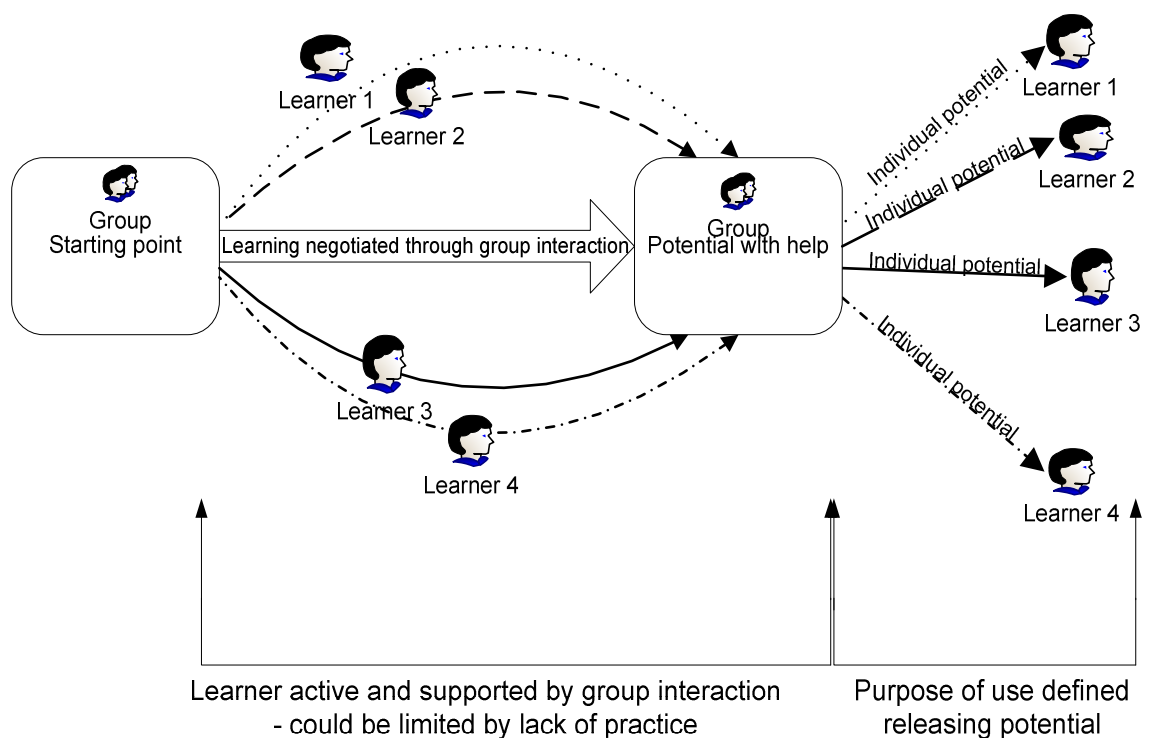 Learner 1
Learner 2
Group
Starting point
Learning negotiated through group interaction
Group
Potential with help
Learner 3
Learner 4
Individual potential
Learner 1
Individual potential
Learner 2
Individual potential
Learner 3
Individual potential
Learner 4
Learner active and supported by group interaction
- could be limited by lack of practice
Purpose of use defined
releasing potential